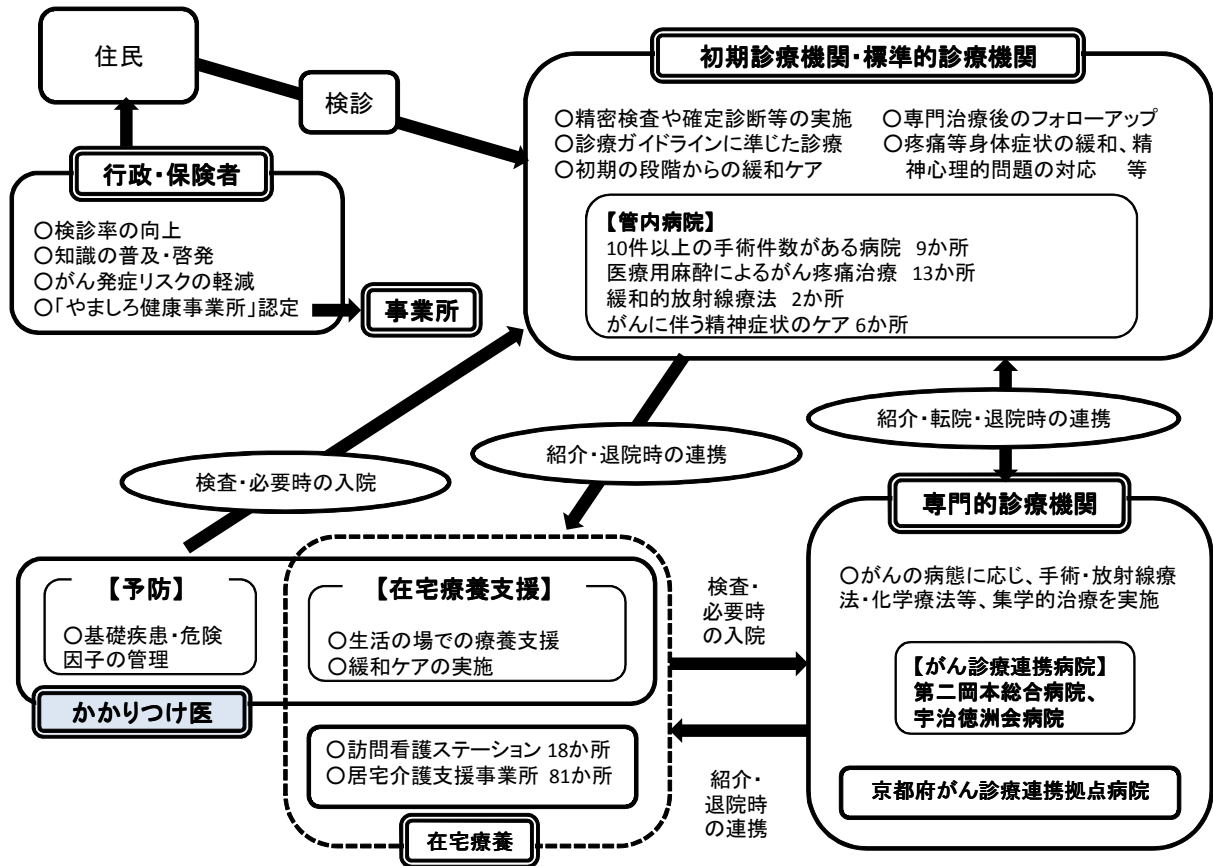 住民
検診
行政・保険者
○検診率の向上
○知識の普及・啓発
○がん発症リスクの軽減
○「やましろ健康事業所」認定
事業所
初期診療機関・標準的診療機関
○精密検査や確定診断等の実施
○診療ガイドラインに準じた診療
○初期の段階からの緩和ケア
○専門治療後のフォローアップ
○疼痛等身体症状の緩和、精
神心理的問題の対応 等
【管内病院】
10件以上の手術件数がある病院 9か所
医療用麻酔によるがん疼痛治療 13か所
緩和的放射線療法 2か所
がんに伴う精神症状のケア 6か所
検査・必要時の入院
紹介・退院時の連携
紹介・転院・退院時の連携
【予防】
○基礎疾患・危険
因子の管理
かかりつけ医
【在宅療養支援】
○生活の場での療養支援
○緩和ケアの実施
○訪問看護ステーション 18か所
○居宅介護支援事業所 81か所
在宅療養
検査・
必要時
の入院
紹介・
退院時
の連携
専門的診療機関
○がんの病態に応じ、手術・放射線療
法・化学療法等、集学的治療を実施
【がん診療連携病院】
第二岡本総合病院、
宇治徳洲会病院
京都府がん診療連携拠点病院